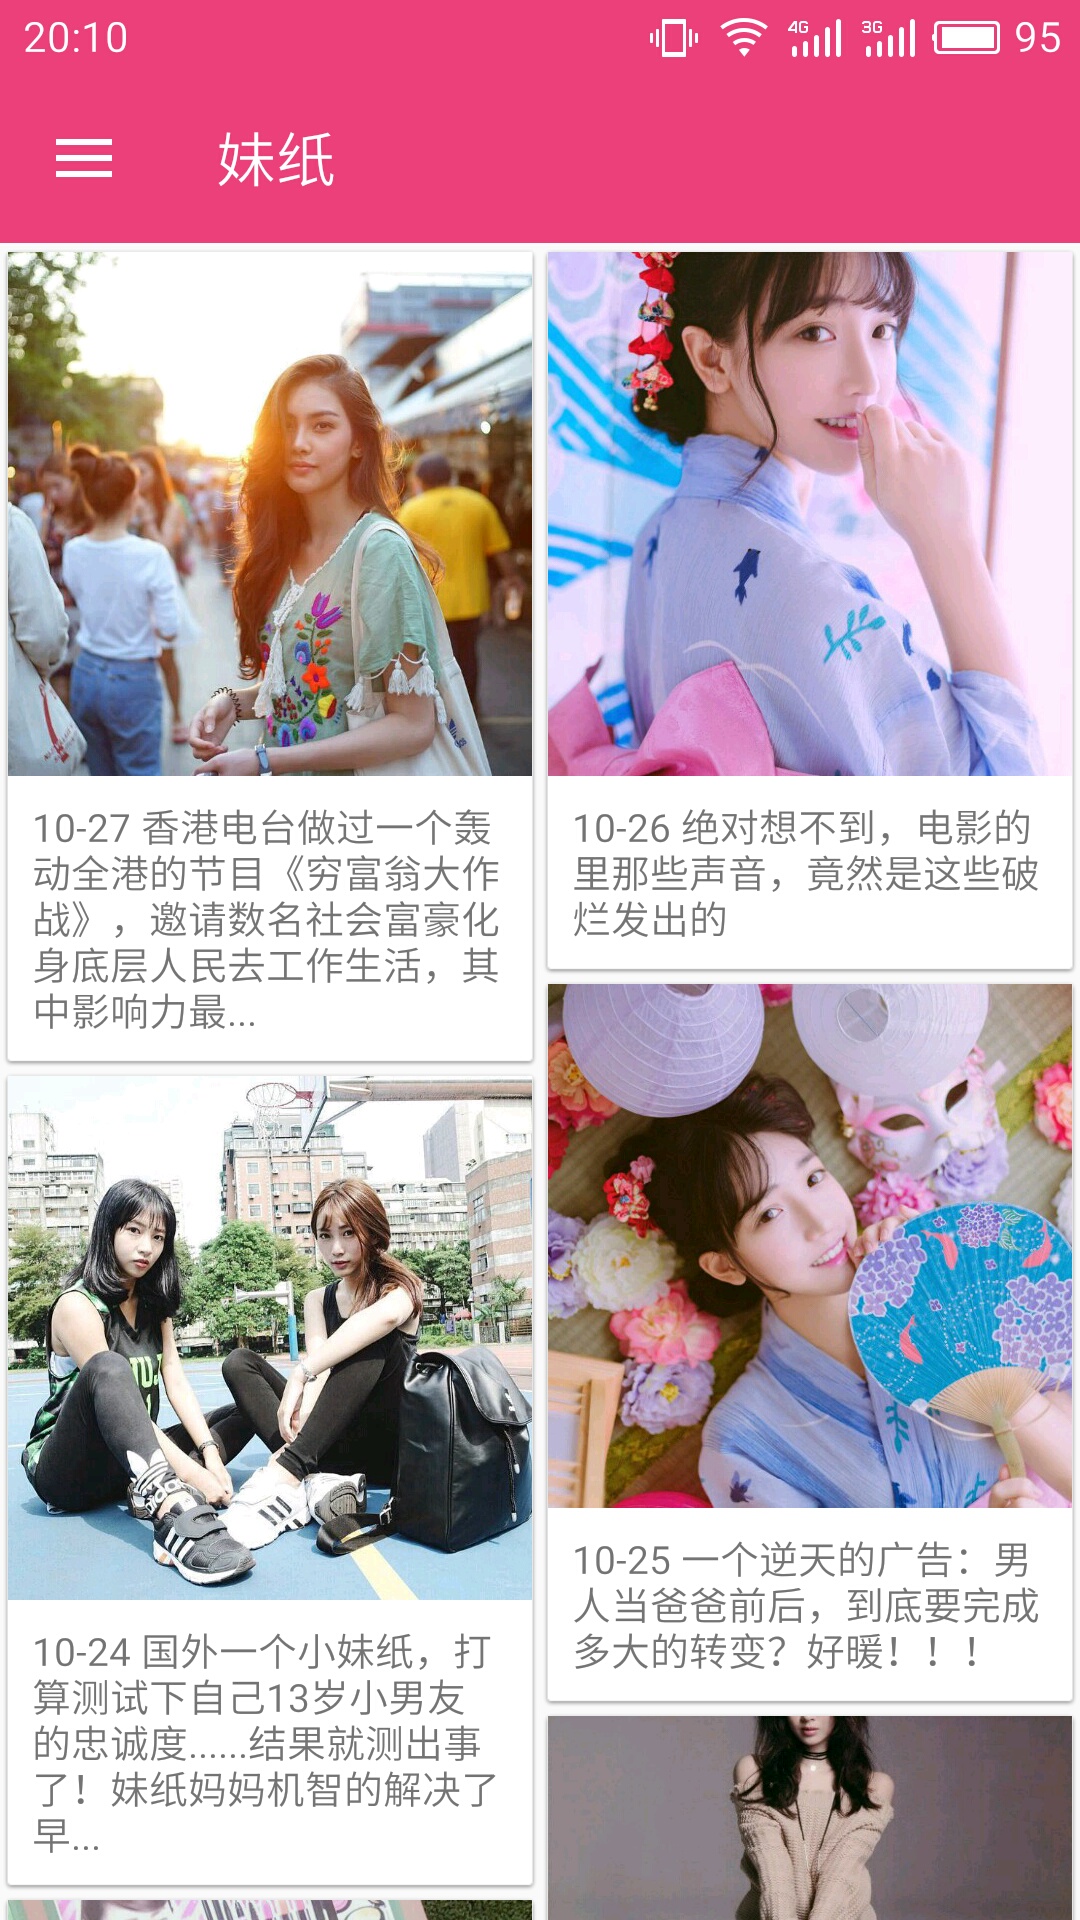 20:10
4G
3G
95
妹纸
10-27 香港电台做过一个轰
动全港的节目《穷富翁大作
战》，邀请数名社会富豪化
身底层人民去工作生活，其
中影响力最...
10-26 绝对想不到，电影的
里那些声音，竟然是这些破
烂发出的
10-24 国外一个小妹纸，打
算测试下自己13岁小男友
的忠诚度......结果就测出事
了！妹纸妈妈机智的解决了
早...
10-25 一个逆天的广告：男
人当爸爸前后，到底要完成
多大的转变？好暖！！！